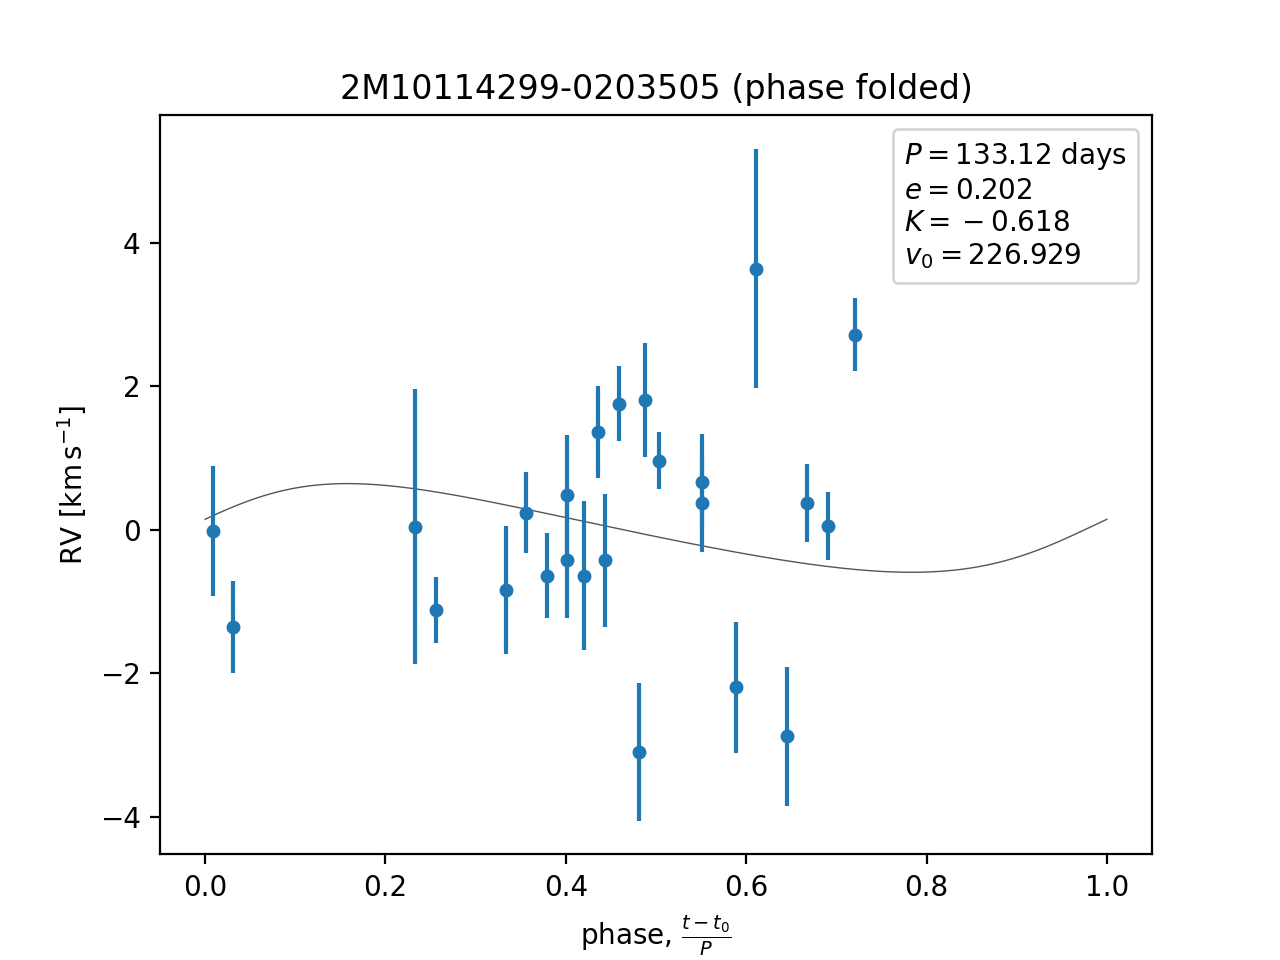 2M10114299-0203505 (phase folded)
P = 133.12 days
e = 0.202
K = −0.618
v₀ = 226.929
4
2
0
−2
−4
RV [km s⁻¹]
0.0 0.2 0.4 0.6 0.8 1.0
phase, (t − t₀)/P